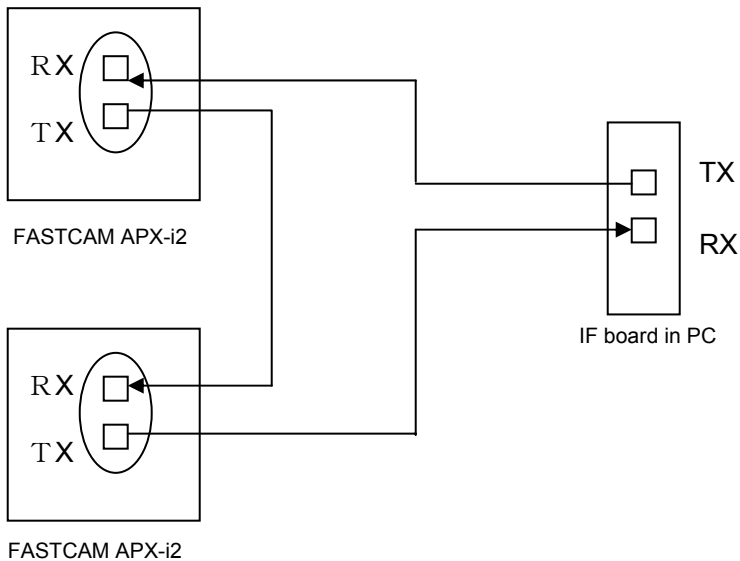 RX
TX
FASTCAM APX-i2
TX
RX
IF board in PC
RX
TX
FASTCAM APX-i2